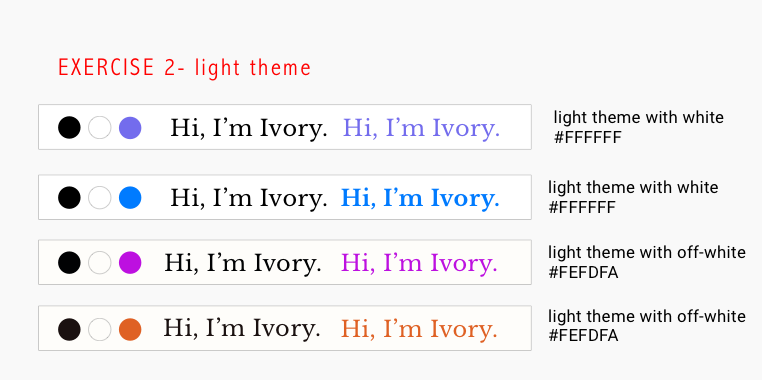 EXERCISE 2- light theme
Hi, I'm Ivory. Hi, I'm Ivory.
light theme with white
#FFFFFF
Hi, I'm Ivory. Hi, I'm Ivory.
light theme with white
#FFFFFF
Hi, I'm Ivory. Hi, I'm Ivory.
light theme with off-white
#FEFDFA
Hi, I'm Ivory. Hi, I'm Ivory.
light theme with off-white
#FEFDFA